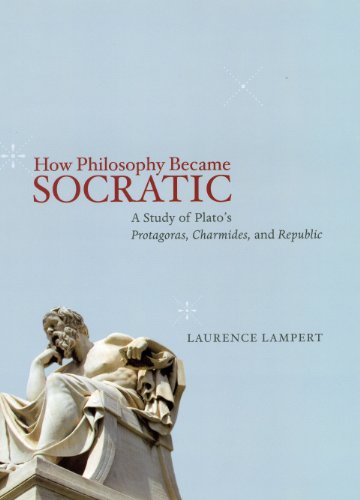 How Philosophy Became
SOCRATIC
A Study of Plato's
Protagoras, Charmides, and Republic
LAURENCE LAMPERT